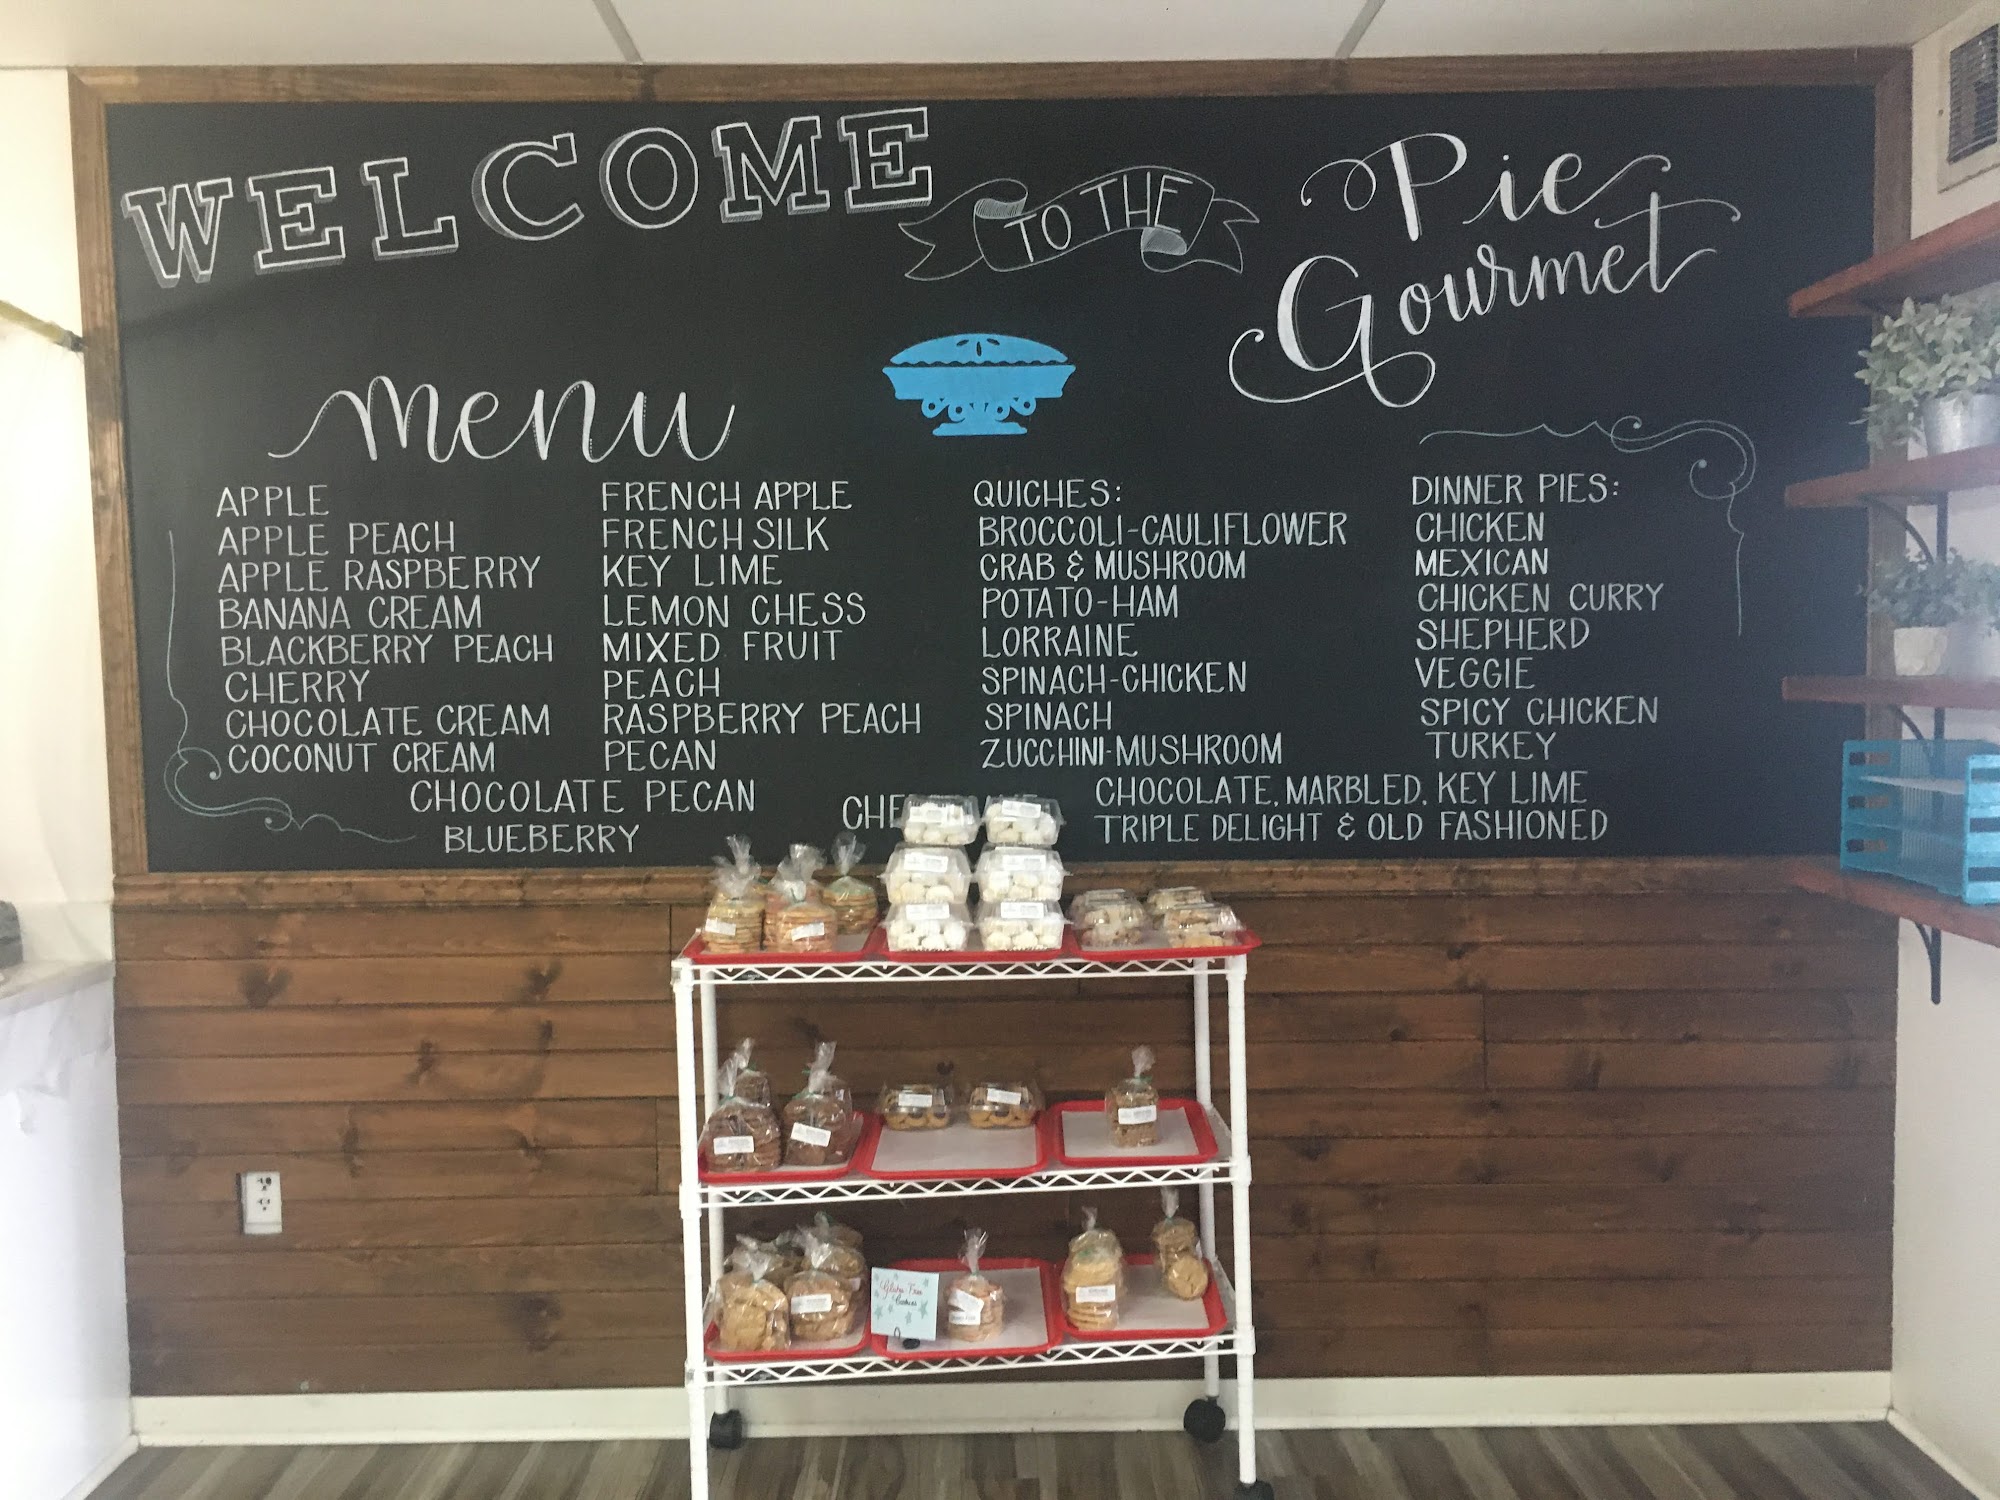 WELCOME
TO THE
Pie
Gourmet
menu
APPLE
APPLE PEACH
APPLE RASPBERRY
BANANA CREAM
BLACKBERRY PEACH
CHERRY
CHOCOLATE CREAM
COCONUT CREAM
CHOCOLATE PECAN
BLUEBERRY
FRENCH APPLE
FRENCH SILK
KEY LIME
LEMON CHESS
MIXED FRUIT
PEACH
RASPBERRY PEACH
PECAN
QUICHES:
BROCCOLI-CAULIFLOWER
CRAB & MUSHROOM
POTATO-HAM
LORRAINE
SPINACH-CHICKEN
SPINACH
ZUCCHINI-MUSHROOM
DINNER PIES:
CHICKEN
MEXICAN
CHICKEN CURRY
SHEPHERD
VEGGIE
SPICY CHICKEN
TURKEY
CHOCOLATE, MARBLED, KEY LIME
TRIPLE DELIGHT & OLD FASHIONED
Gluten Free
Cookies